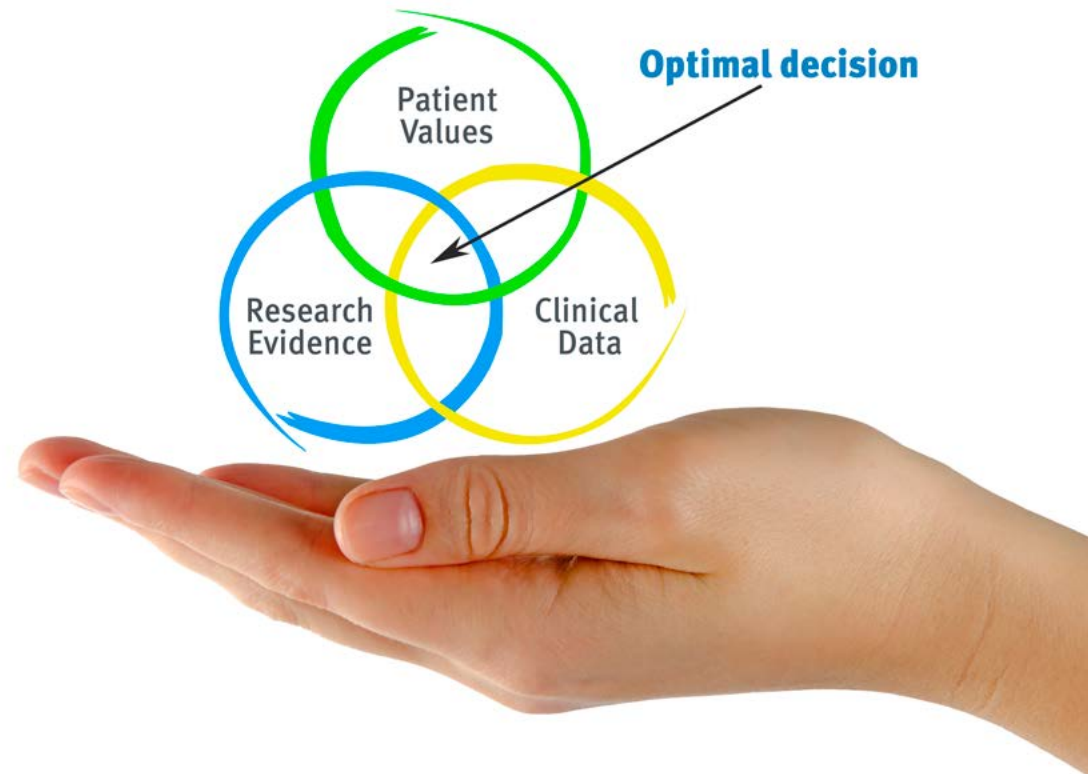 Optimal decision
Patient
Values
Research
Evidence
Clinical
Data